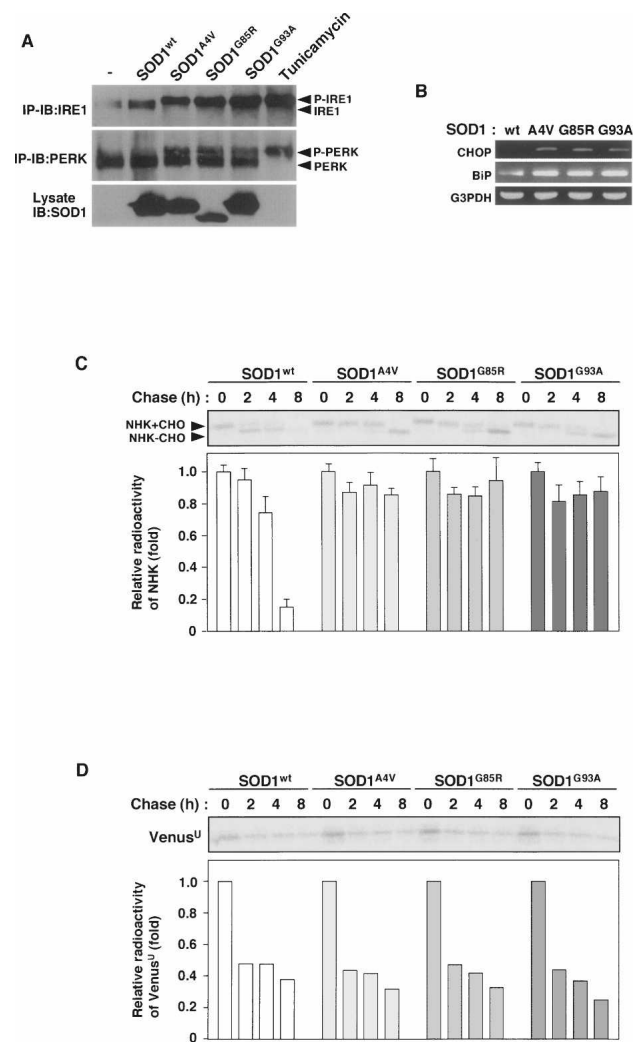 A
- SOD1wt SOD1A4V SOD1G85R SOD1G93A Tunicamycin
IP-IB:IRE1
P-IRE1
IRE1
IP-IB:PERK
P-PERK
PERK
Lysate
IB:SOD1
B
SOD1 : wt A4V G85R G93A
CHOP
BiP
G3PDH
C
SOD1wt SOD1A4V SOD1G85R SOD1G93A
Chase (h) : 0 2 4 8 0 2 4 8 0 2 4 8 0 2 4 8
NHK+CHO
NHK-CHO
Relative radioactivity
of NHK (fold)
1.0
0.8
0.6
0.4
0.2
0
D
SOD1wt SOD1A4V SOD1G85R SOD1G93A
Chase (h) : 0 2 4 8 0 2 4 8 0 2 4 8 0 2 4 8
VenusU
Relative radioactivity
of VenusU (fold)
1.0
0.8
0.6
0.4
0.2
0